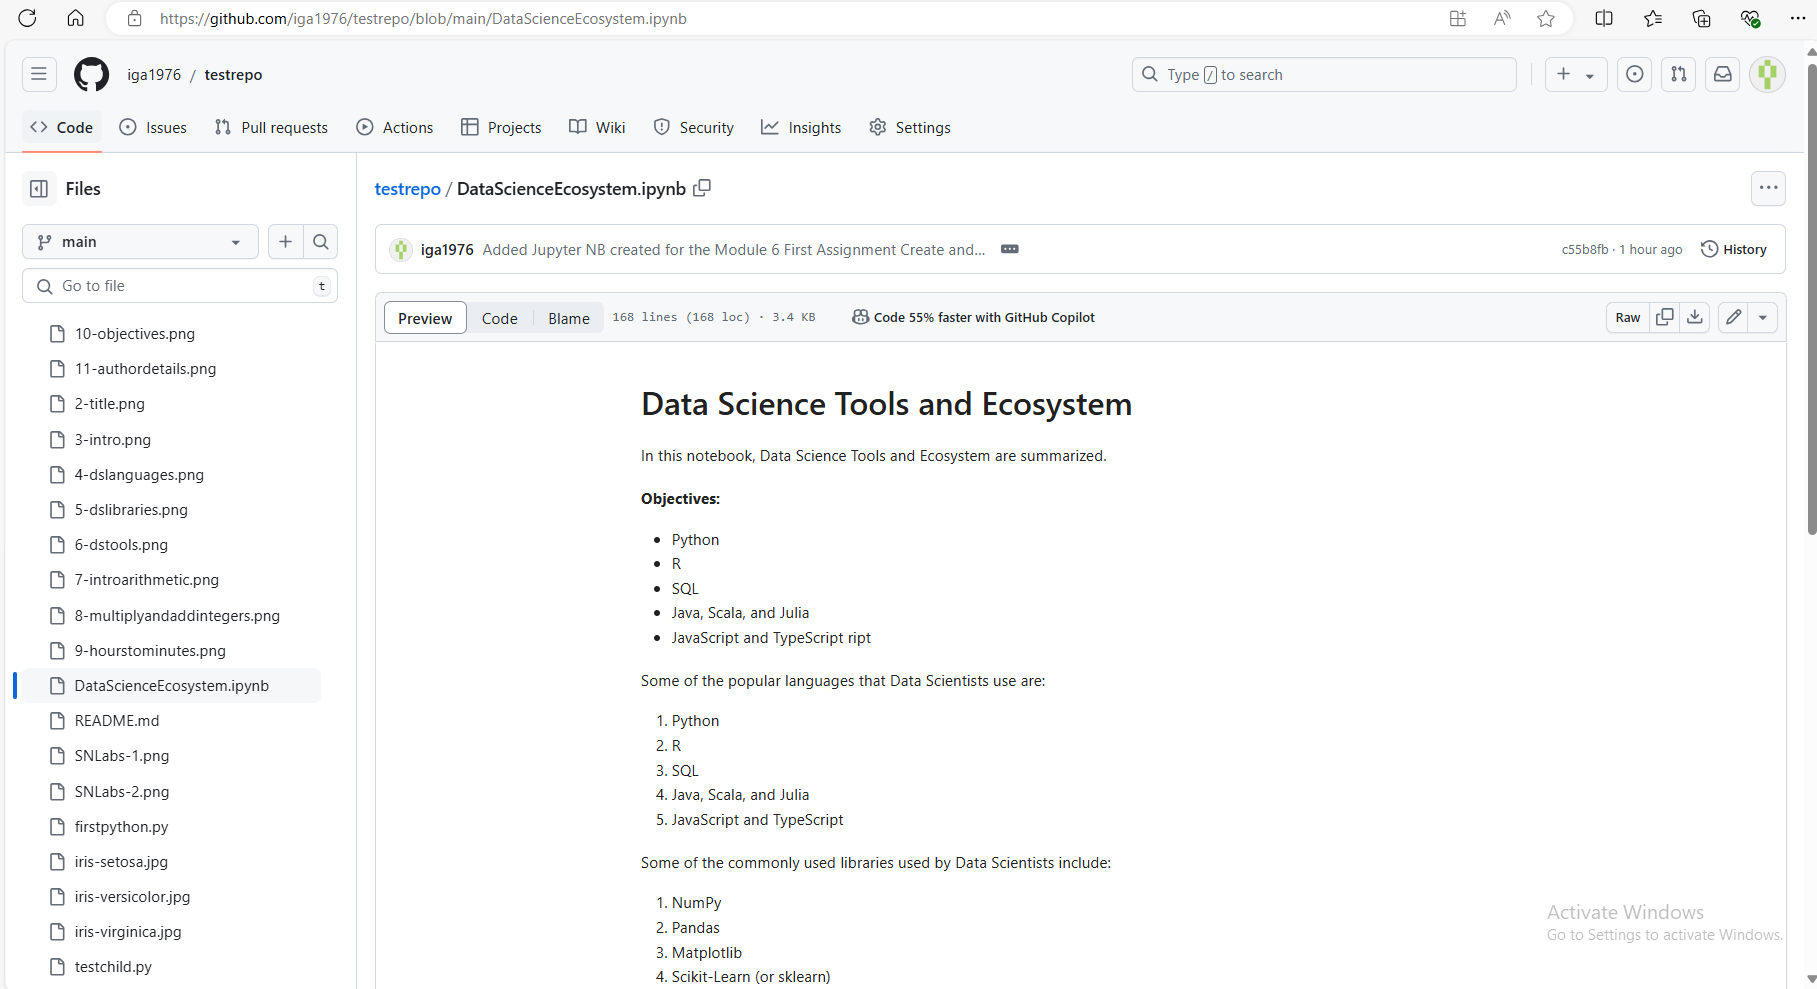 https://github.com/iga1976/testrepo/blob/main/DataScienceEcosystem.ipynb
iga1976 / testrepo
Type / to search
Code Issues Pull requests Actions Projects Wiki Security Insights Settings
Files
main
Go to file t
10-objectives.png
11-authordetails.png
2-title.png
3-intro.png
4-dslanguages.png
5-dslibraries.png
6-dstools.png
7-introarithmetic.png
8-multiplyandaddintegers.png
9-hourstominutes.png
DataScienceEcosystem.ipynb
README.md
SNLabs-1.png
SNLabs-2.png
firstpython.py
iris-setosa.jpg
iris-versicolor.jpg
iris-virginica.jpg
testchild.py
testrepo / DataScienceEcosystem.ipynb
iga1976 Added Jupyter NB created for the Module 6 First Assignment Create and... c55b8fb · 1 hour ago History
Preview Code Blame 168 lines (168 loc) · 3.4 KB Code 55% faster with GitHub Copilot Raw
Data Science Tools and Ecosystem
In this notebook, Data Science Tools and Ecosystem are summarized.
Objectives:
• Python
• R
• SQL
• Java, Scala, and Julia
• JavaScript and TypeScript ript
Some of the popular languages that Data Scientists use are:
1. Python
2. R
3. SQL
4. Java, Scala, and Julia
5. JavaScript and TypeScript
Some of the commonly used libraries used by Data Scientists include:
1. NumPy
2. Pandas
3. Matplotlib
4. Scikit-Learn (or sklearn)
Activate Windows
Go to Settings to activate Windows.